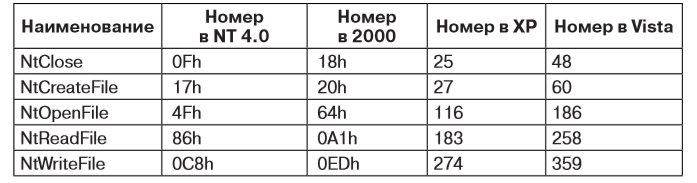 Наименование Номер в NT 4.0 Номер в 2000 Номер в XP Номер в Vista
NtClose 0Fh 18h 25 48
NtCreateFile 17h 20h 27 60
NtOpenFile 4Fh 64h 116 186
NtReadFile 86h 0A1h 183 258
NtWriteFile 0C8h 0EDh 274 359